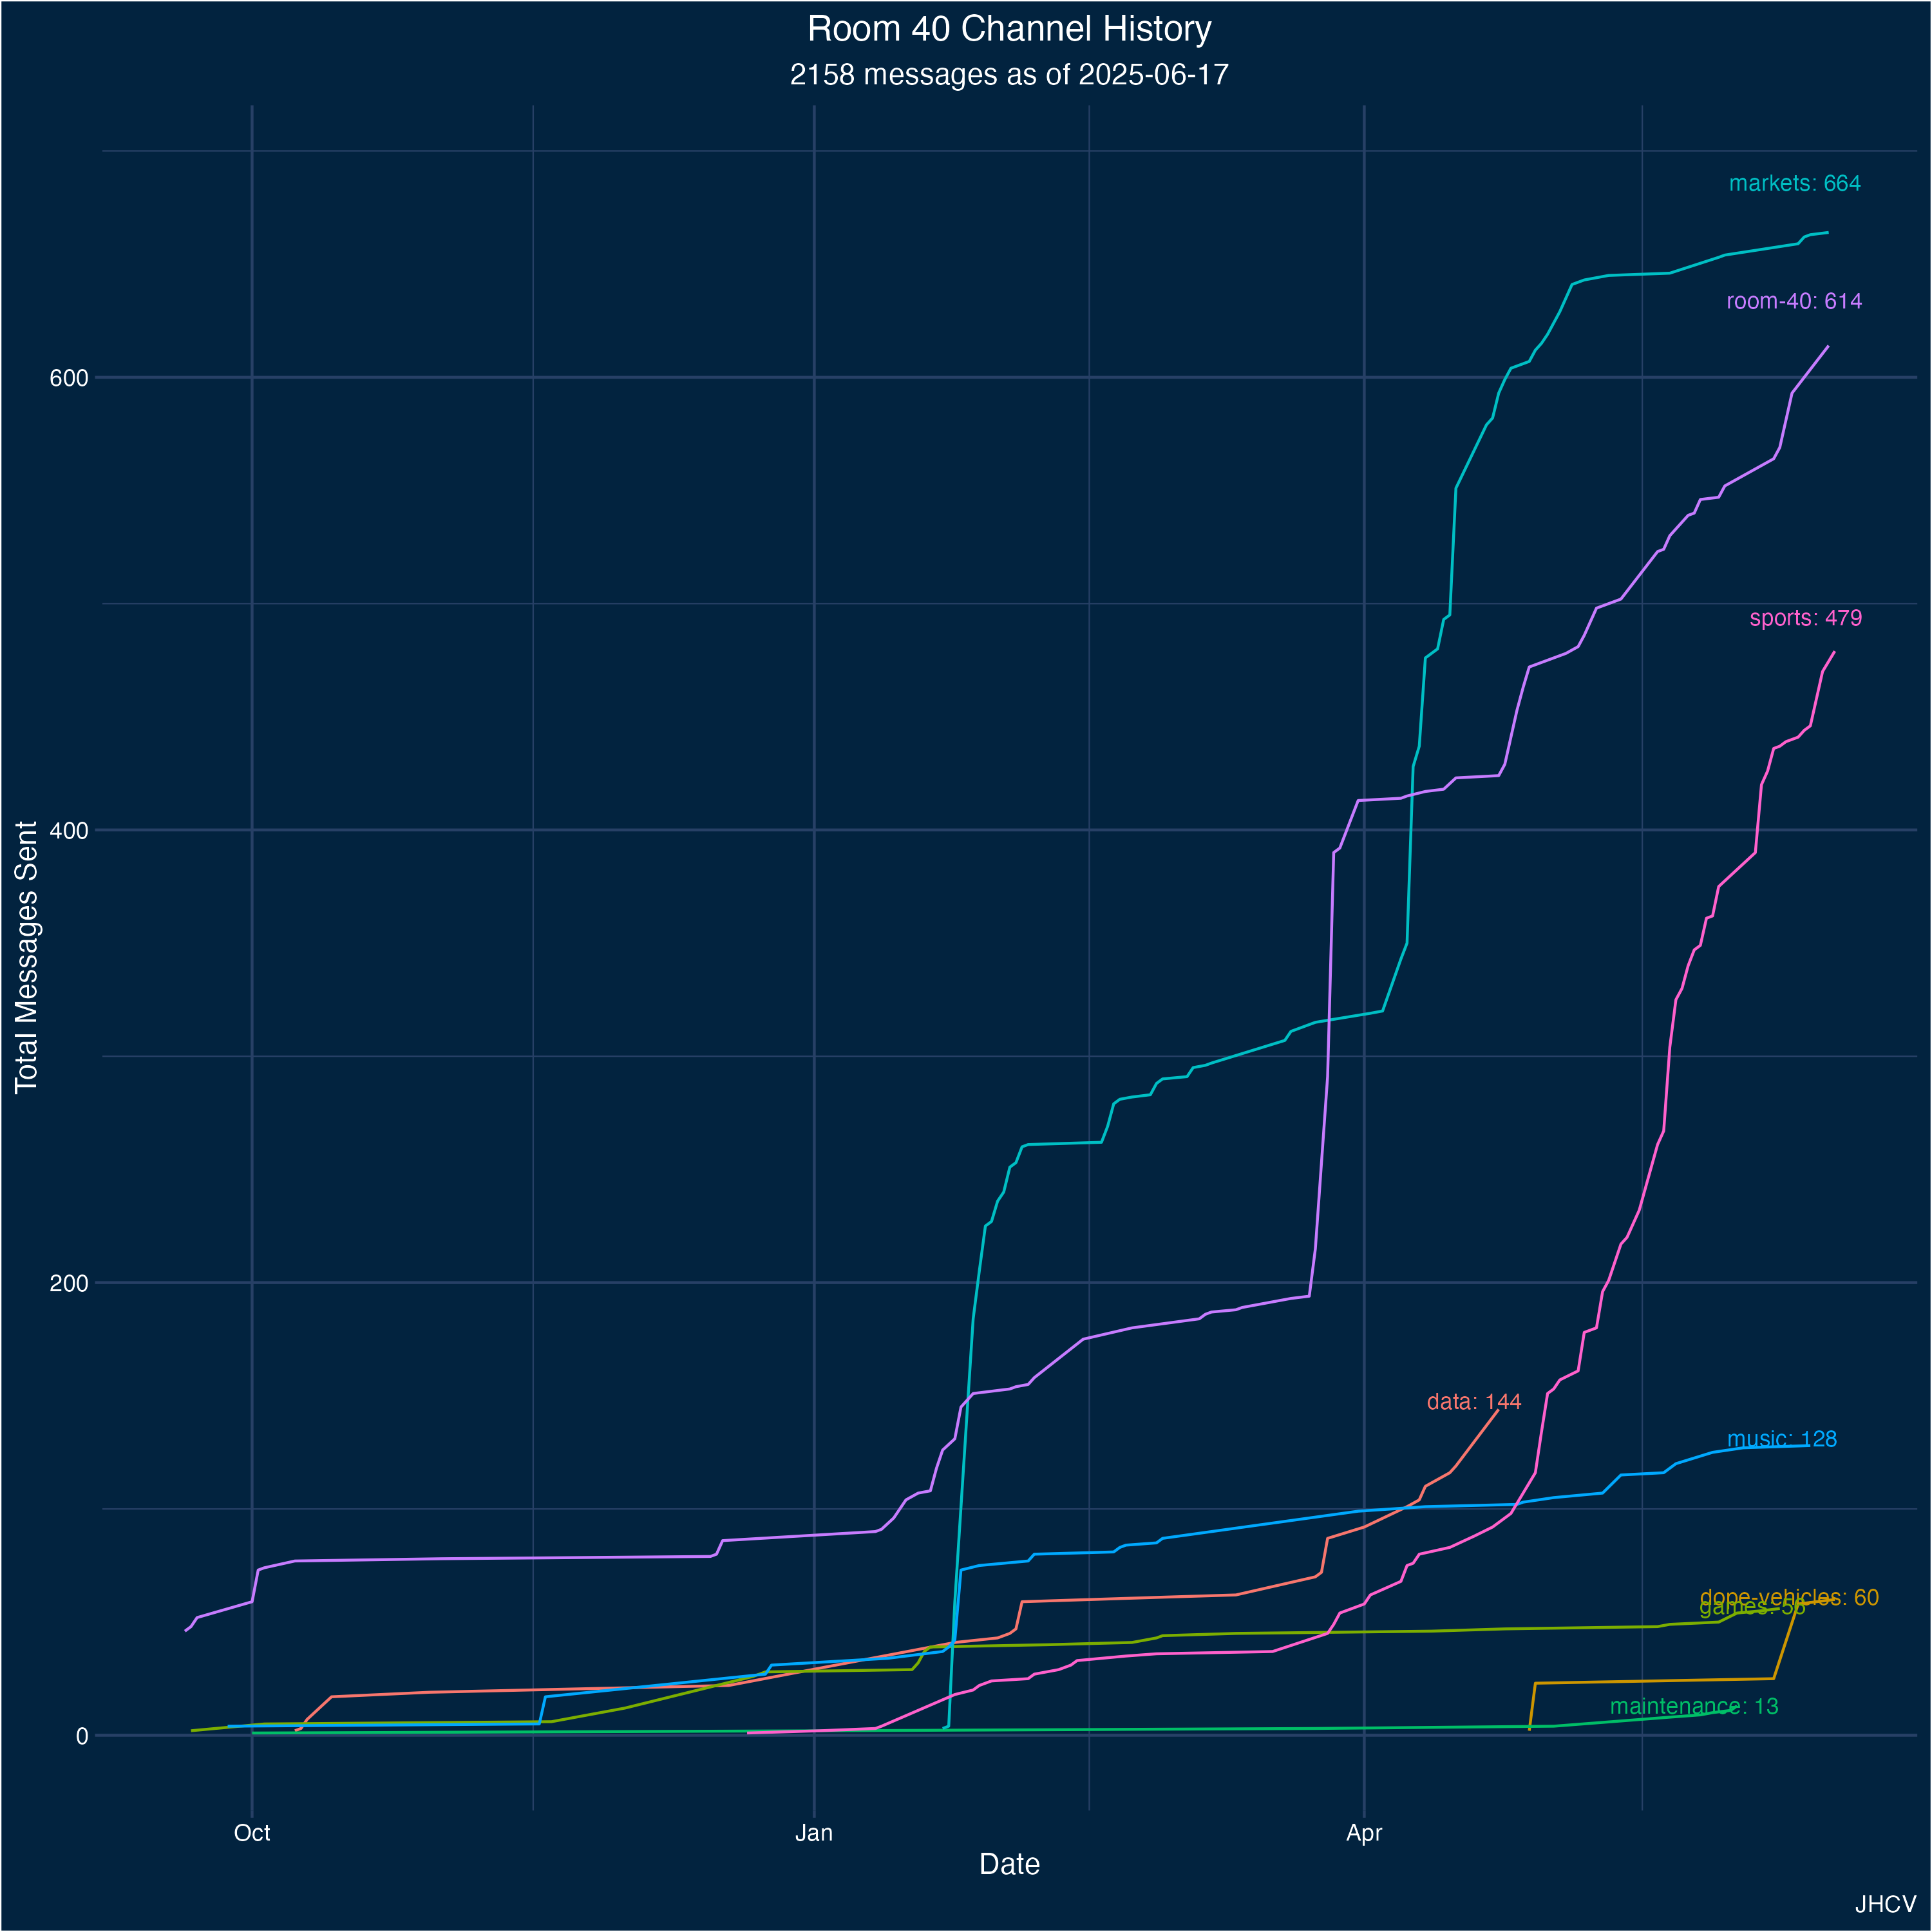 Room 40 Channel History
2158 messages as of 2025-06-17
markets: 664
room-40: 614
600
sports: 479
400
Total Messages Sent
200
data: 144
music: 128
dope-vehicles: 60
games: 56
maintenance: 13
0
Oct
Jan
Apr
Date
JHCV